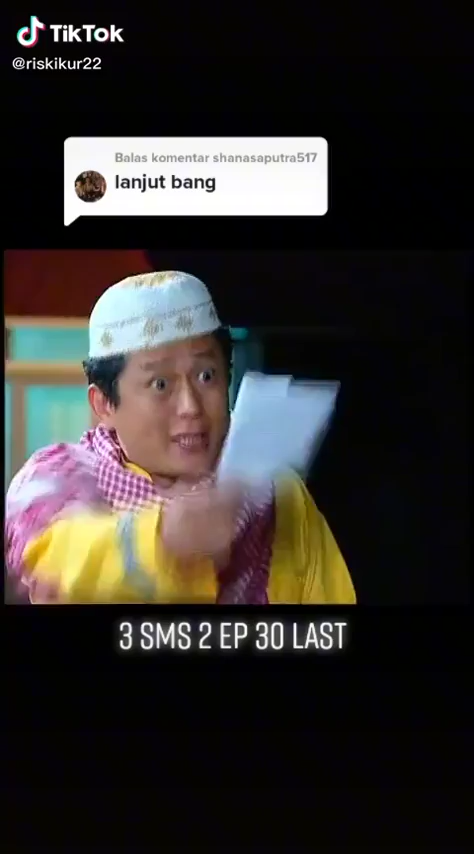 TikTok
@riskikur22
Balas komentar shanasaputra517
lanjut bang
3 SMS 2 EP 30 LAST